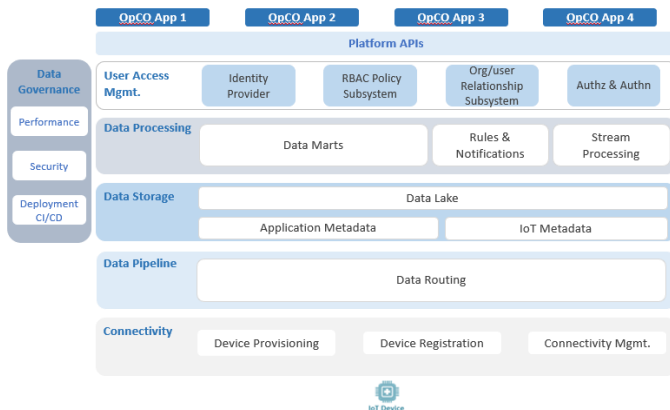 OpCO App 1
OpCO App 2
OpCO App 3
OpCO App 4
Platform APIs
Data
Governance
Performance
Security
Deployment
CI/CD
User Access
Mgmt.
Identity
Provider
RBAC Policy
Subsystem
Org/user
Relationship
Subsystem
Authz & Authn
Data Processing
Data Marts
Rules &
Notifications
Stream
Processing
Data Storage
Data Lake
Application Metadata
IoT Metadata
Data Pipeline
Data Routing
Connectivity
Device Provisioning
Device Registration
Connectivity Mgmt.
IoT Device